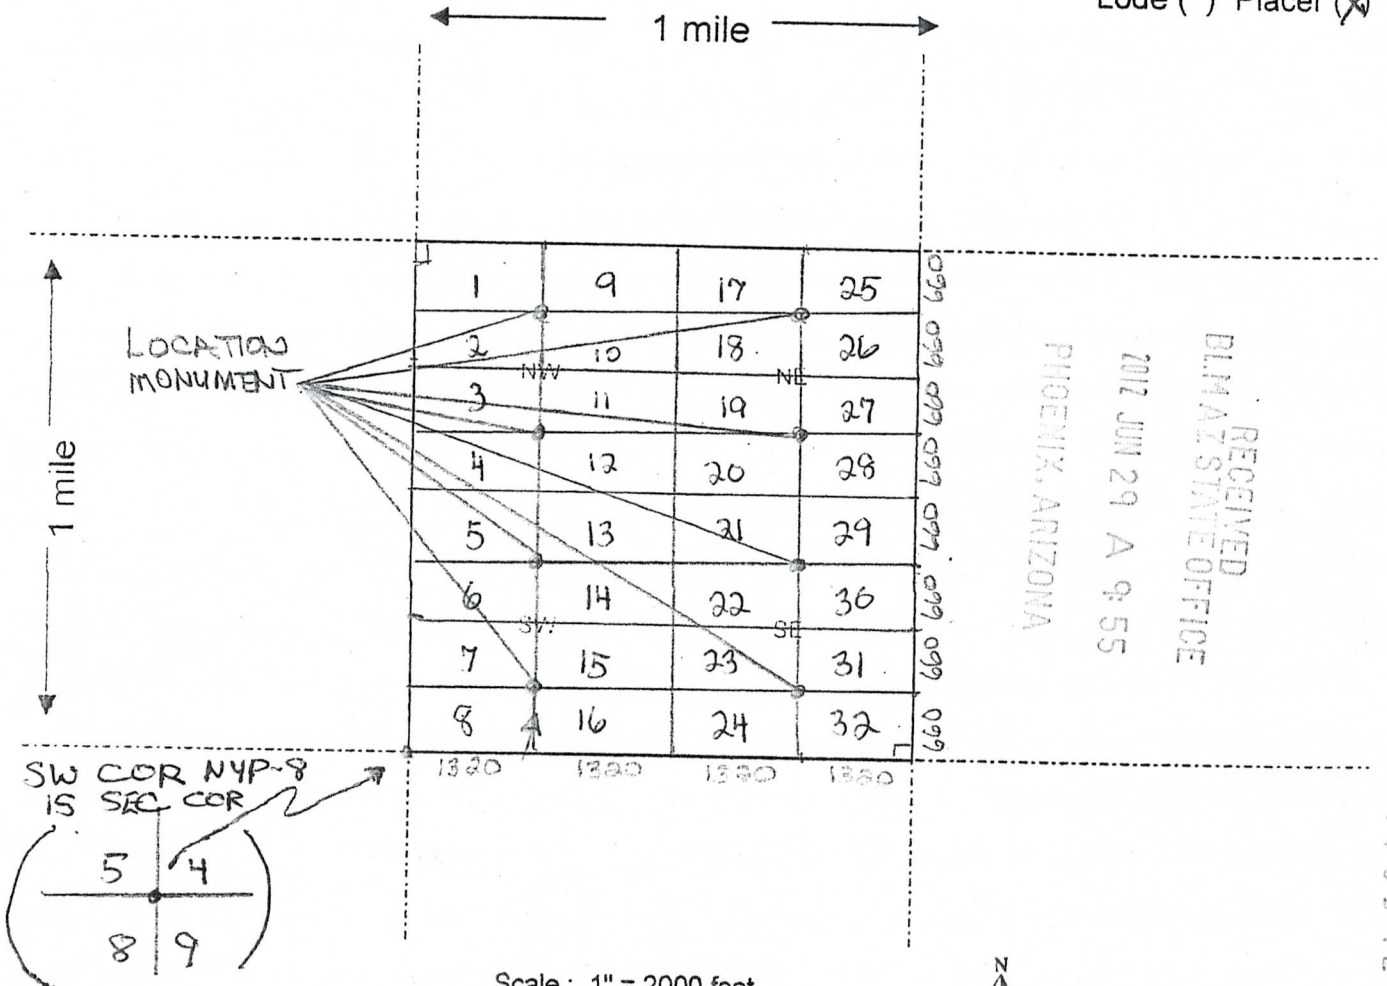 Lode ( ) Placer (X)
1 mile
1 9 17 25 660
LOCATION
MONUMENT
2 10 18 26 660
NW NE
3 11 19 27 660
1 mile
4 12 20 28 660
5 13 21 29 660
6 14 22 30 660
SW SE
7 15 23 31 660
8 16 24 32 660
1320 1320 1320 1320
RECEIVED
BLM AZ STATE OFFICE
2012 JUN 29 A 9:55
PHOENIX, ARIZONA
SW COR NYP-8
IS SEC COR
5 4
8 9
Scale : 1" = 2000 feet
N